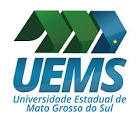 UEMS
Universidade Estadual de
Mato Grosso do Sul